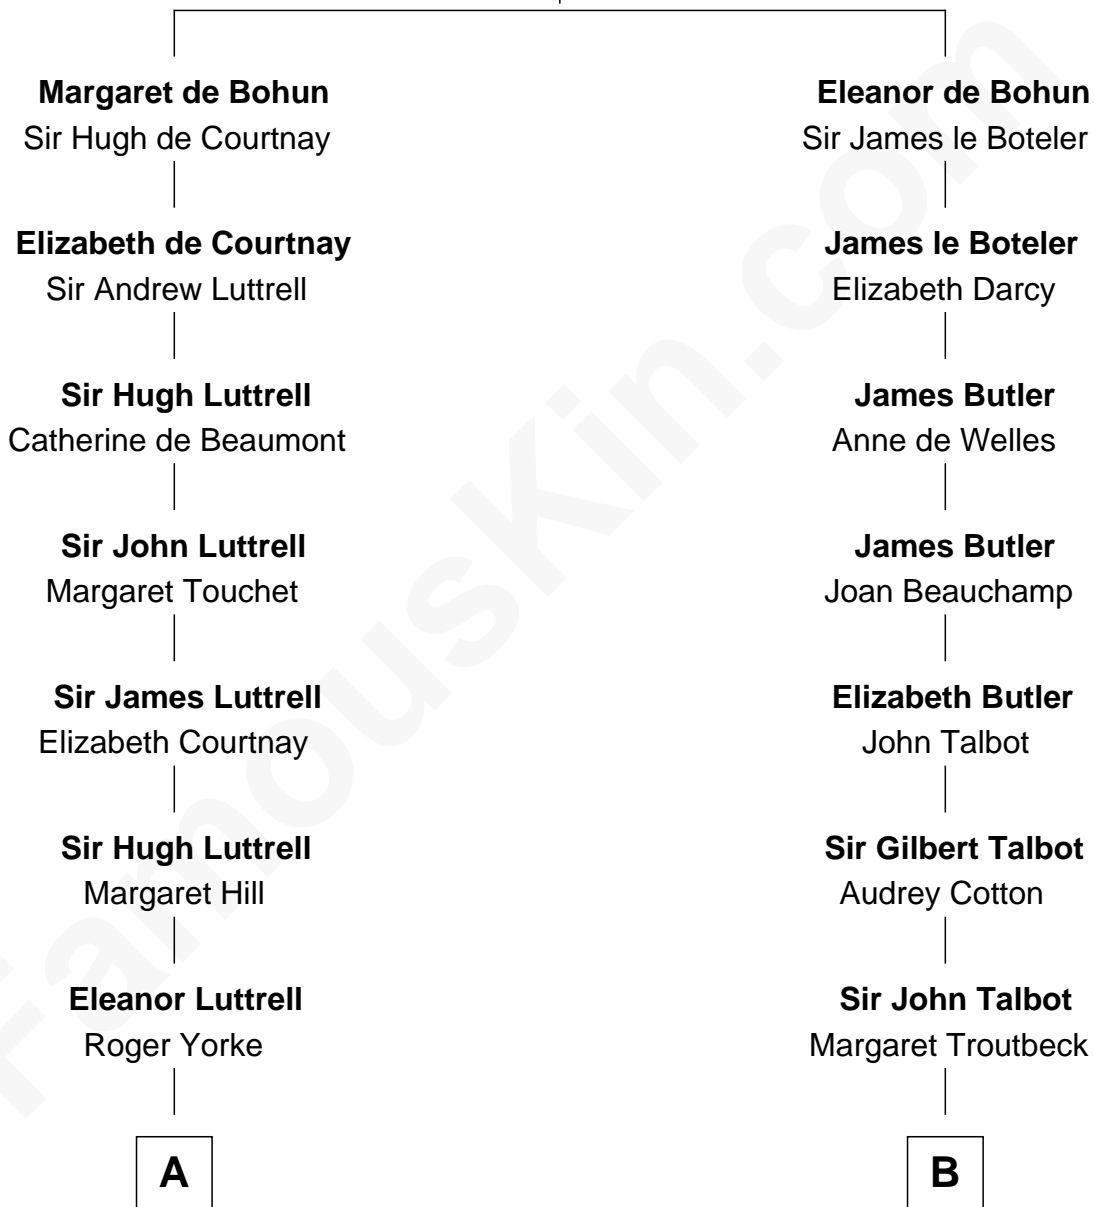 Margaret de Bohun
Sir Hugh de Courtnay
Elizabeth de Courtnay
Sir Andrew Luttrell
Sir Hugh Luttrell
Catherine de Beaumont
Sir John Luttrell
Margaret Touchet
Sir James Luttrell
Elizabeth Courtnay
Sir Hugh Luttrell
Margaret Hill
Eleanor Luttrell
Roger Yorke
A
Eleanor de Bohun
Sir James le Boteler
James le Boteler
Elizabeth Darcy
James Butler
Anne de Welles
James Butler
Joan Beauchamp
Elizabeth Butler
John Talbot
Sir Gilbert Talbot
Audrey Cotton
Sir John Talbot
Margaret Troutbeck
B
FamousKin.com